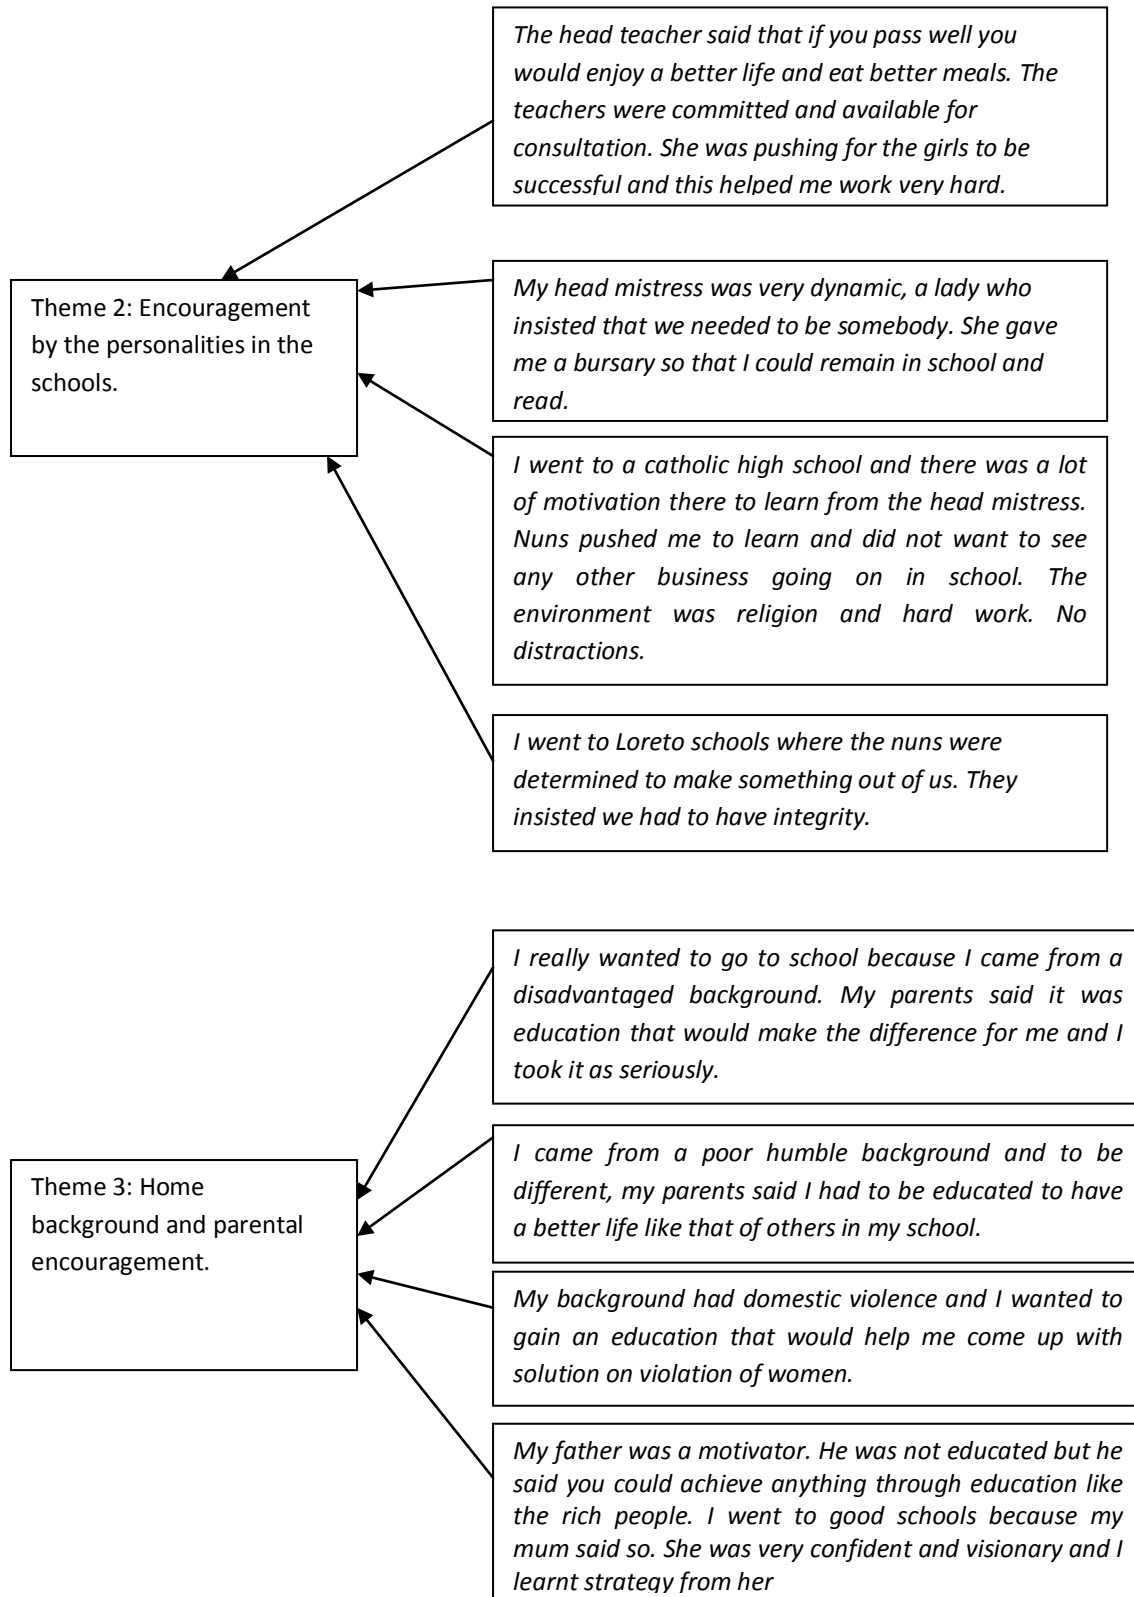 The head teacher said that if you pass well you
would enjoy a better life and eat better meals. The
teachers were committed and available for
consultation. She was pushing for the girls to be
successful and this helped me work very hard.
Theme 2: Encouragement
by the personalities in the
schools.
My head mistress was very dynamic, a lady who
insisted that we needed to be somebody. She gave
me a bursary so that I could remain in school and
read.
I went to a catholic high school and there was a lot
of motivation there to learn from the head mistress.
Nuns pushed me to learn and did not want to see
any other business going on in school. The
environment was religion and hard work. No
distractions.
I went to Loreto schools where the nuns were
determined to make something out of us. They
insisted we had to have integrity.
I really wanted to go to school because I came from a
disadvantaged background. My parents said it was
education that would make the difference for me and I
took it as seriously.
Theme 3: Home
background and parental
encouragement.
I came from a poor humble background and to be
different, my parents said I had to be educated to have
a better life like that of others in my school.
My background had domestic violence and I wanted to
gain an education that would help me come up with
solution on violation of women.
My father was a motivator. He was not educated but he
said you could achieve anything through education like
the rich people. I went to good schools because my
mum said so. She was very confident and visionary and I
learnt strategy from her